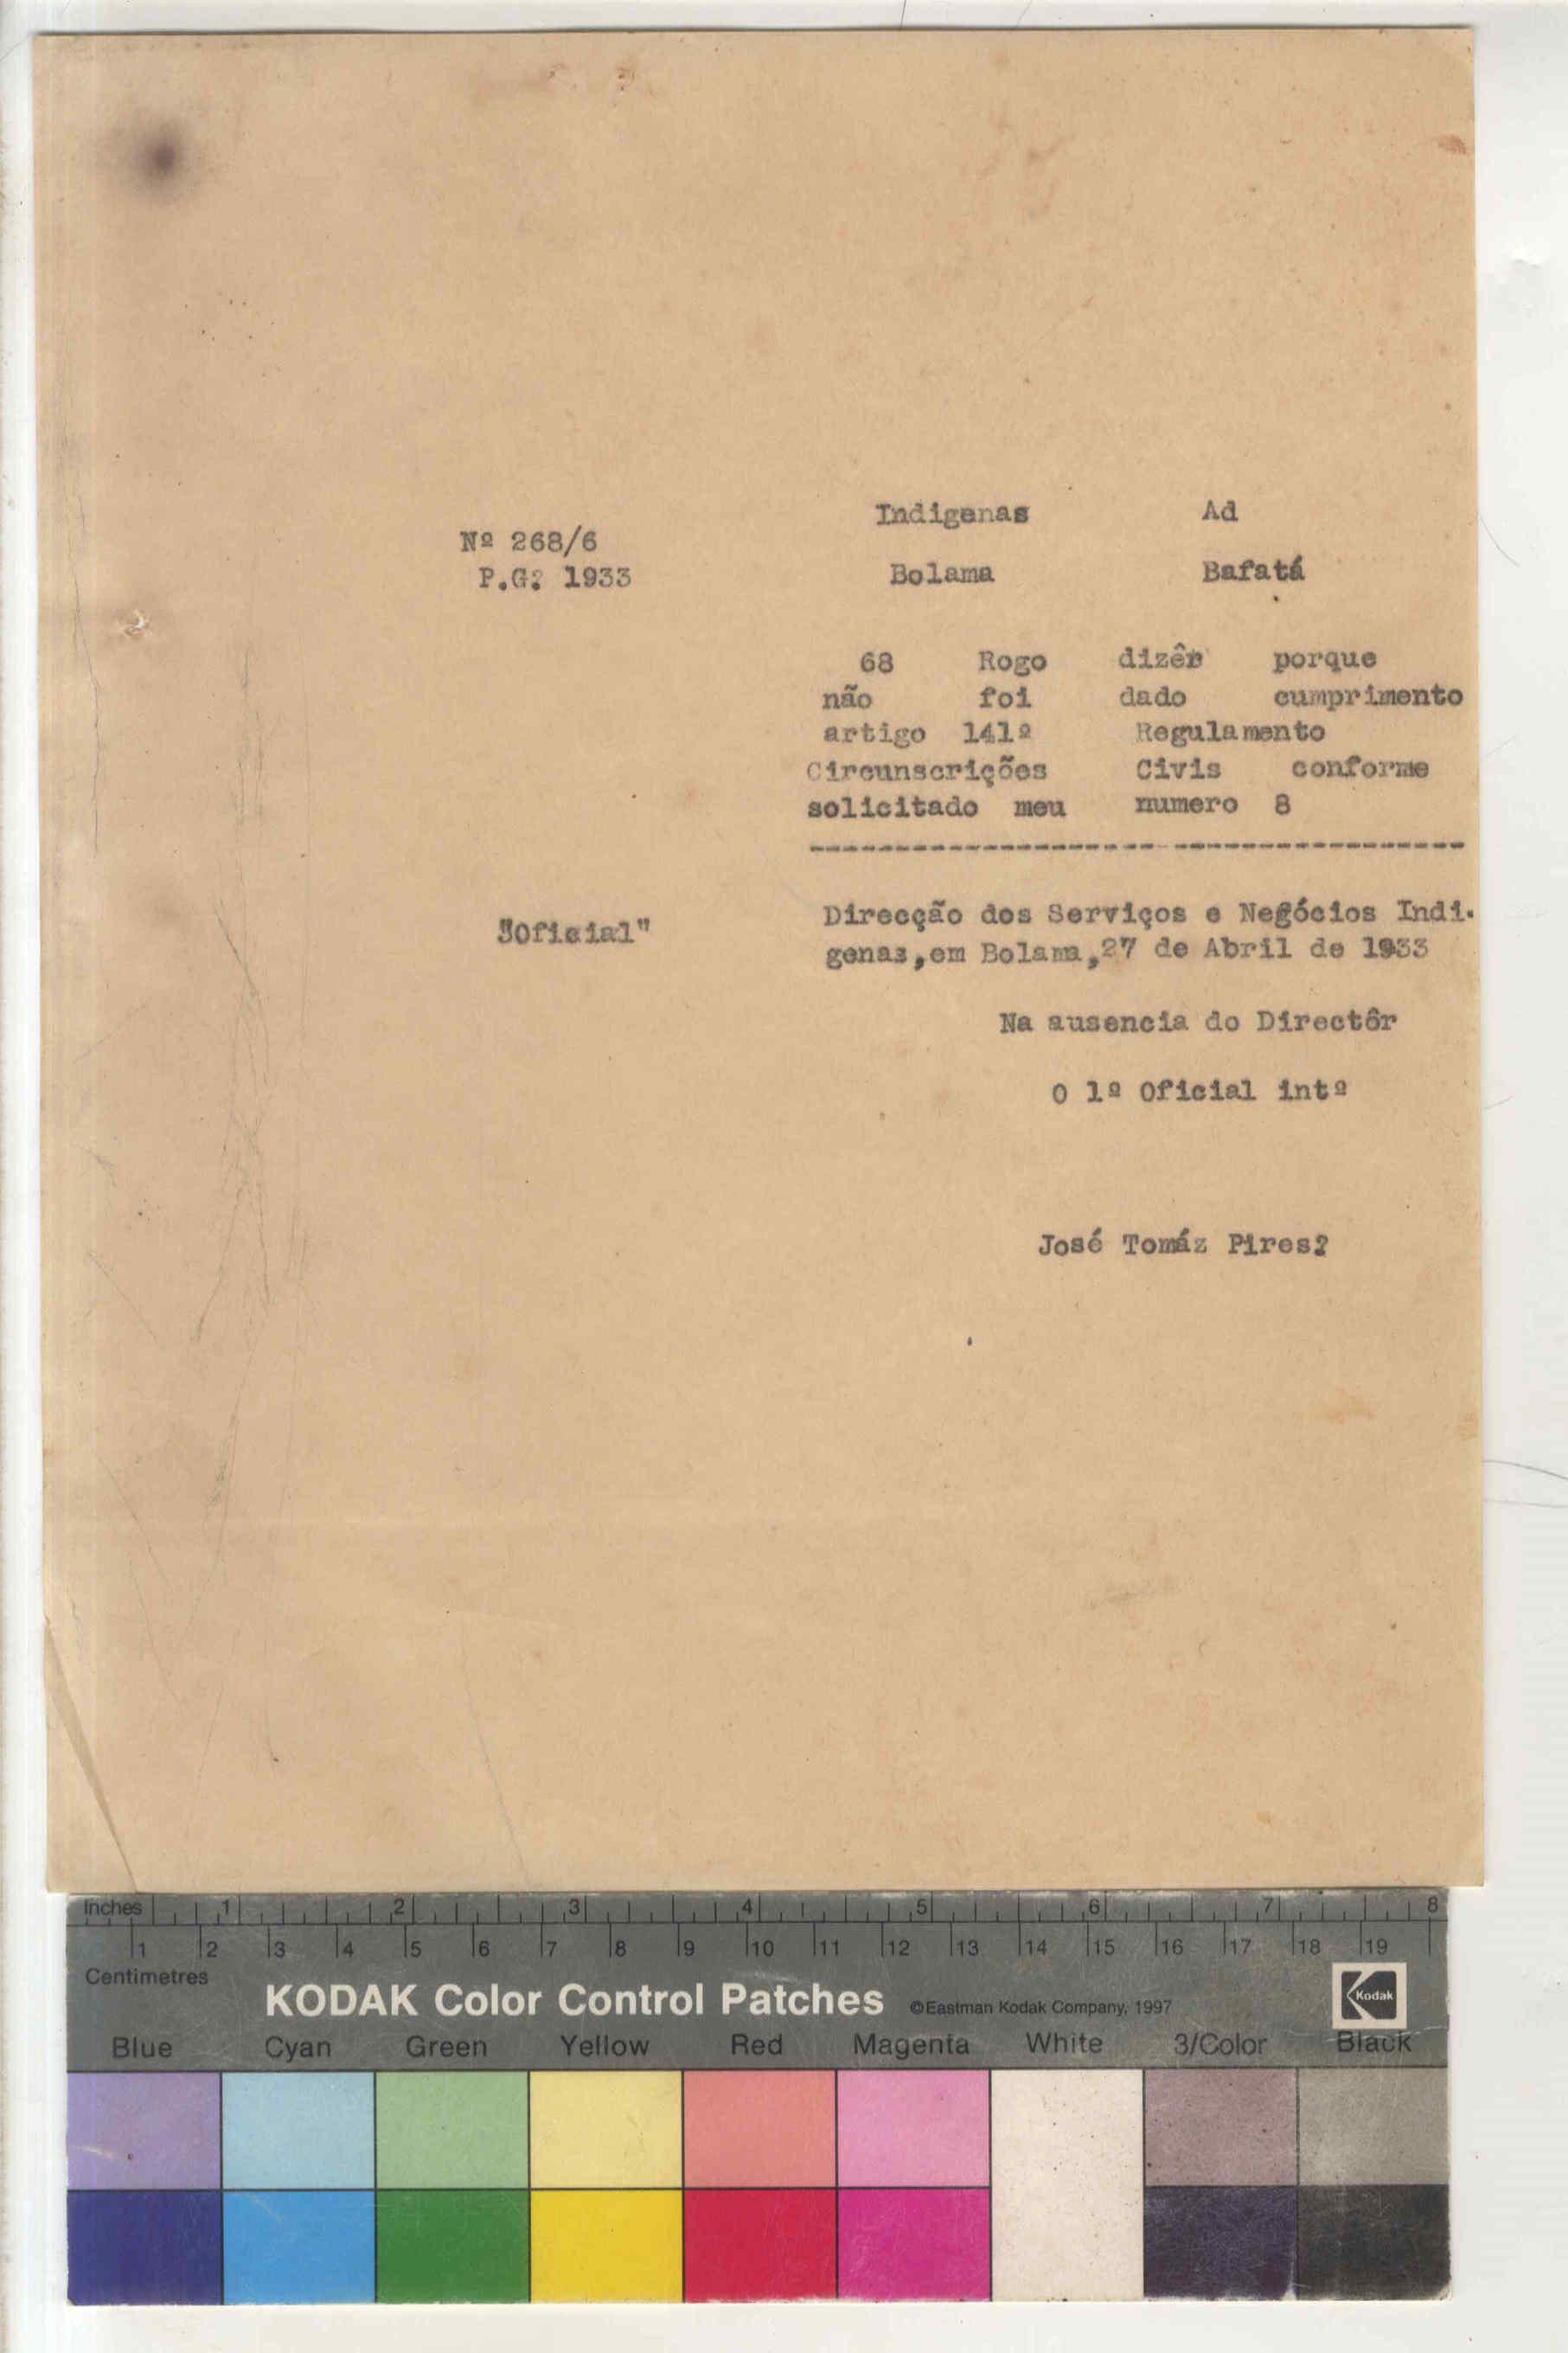 Indigenas Ad
Nº 268/6
P.G? 1933
Bolama Bafatá
68 Rogo dizêr porque
não foi dado cumprimento
artigo 141º Regulamento
Circunscrições Civis conforme
solicitado meu numero 8
----------------------------------------
"Oficial"
Direcção dos Serviços e Negócios Indi-
genas,em Bolama,27 de Abril de 1933
Na ausencia do Directôr
O 1º Oficial intº
José Tomáz Pires?
Inches 1 2 3 4 5 6 7 8
1 2 3 4 5 6 7 8 9 10 11 12 13 14 15 16 17 18 19
Centimetres
KODAK Color Control Patches ©Eastman Kodak Company, 1997 Kodak
Blue Cyan Green Yellow Red Magenta White 3/Color Black